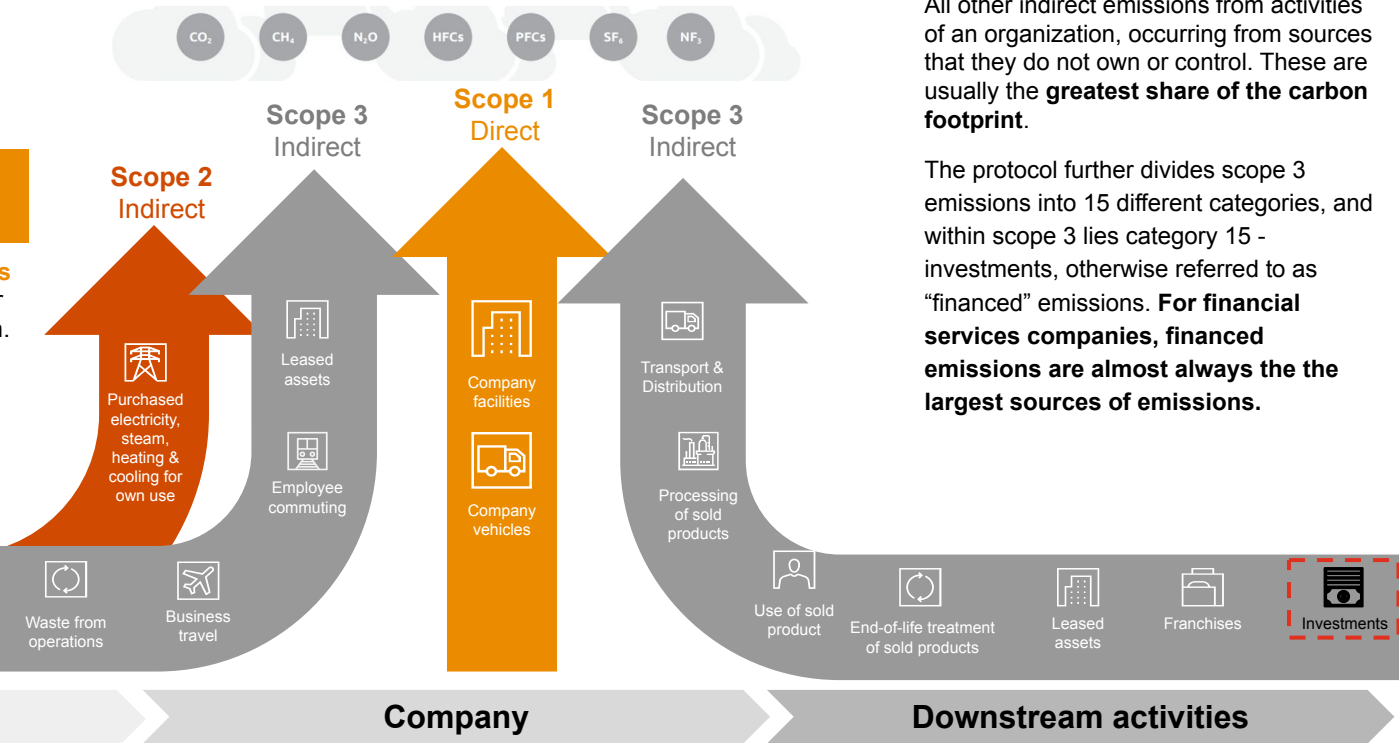 CO₂ CH₄ N₂O HFCs PFCs SF₆ NF₃
Scope 2
Indirect
Scope 3
Indirect
Scope 1
Direct
Scope 3
Indirect
s
r
n.
Purchased
electricity,
steam,
heating &
cooling for
own use
Leased
assets
Employee
commuting
Company
facilities
Company
vehicles
Transport &
Distribution
Processing
of sold
products
Waste from
operations
Business
travel
Use of sold
product
End-of-life treatment
of sold products
Leased
assets
Franchises
Investments
Company
Downstream activities
All other indirect emissions from activities
of an organization, occurring from sources
that they do not own or control. These are
usually the greatest share of the carbon
footprint.
The protocol further divides scope 3
emissions into 15 different categories, and
within scope 3 lies category 15 -
investments, otherwise referred to as
“financed” emissions. For financial
services companies, financed
emissions are almost always the the
largest sources of emissions.